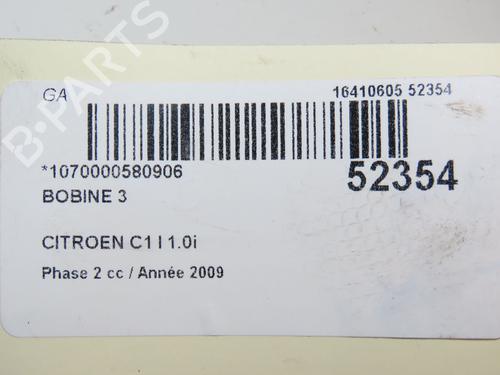 GA 16410605 52354
*1070000580906 52354
BOBINE 3
CITROEN C1 I 1.0i
Phase 2 cc / Année 2009
B-PARTS